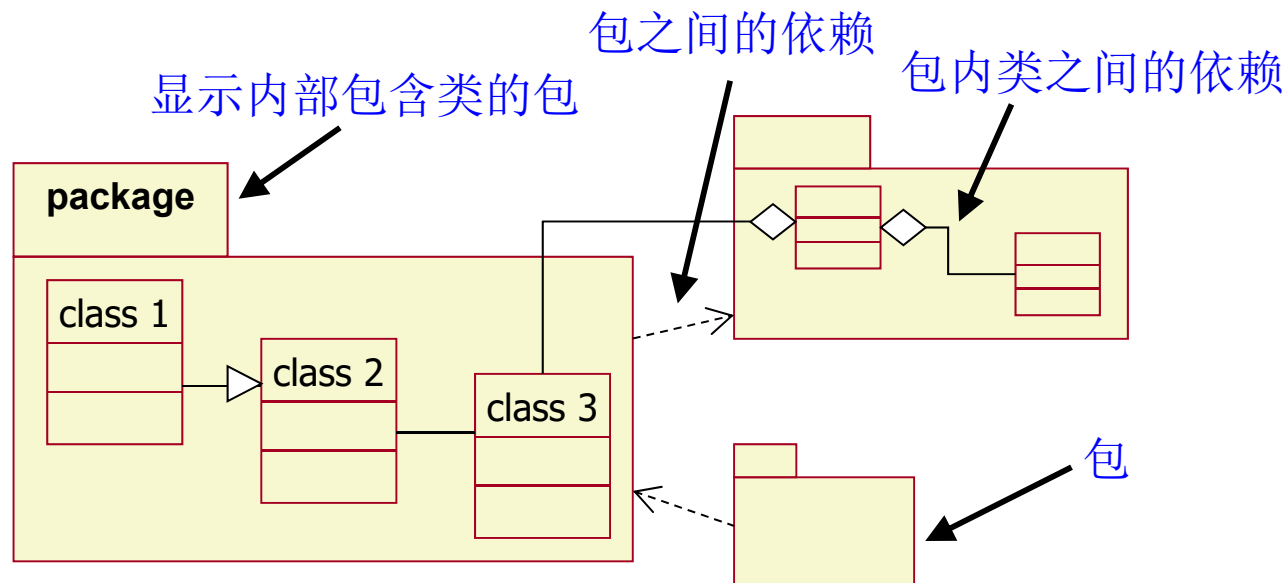 包之间的依赖
包内类之间的依赖
显示内部包含类的包
package
class 1
class 2
class 3
包